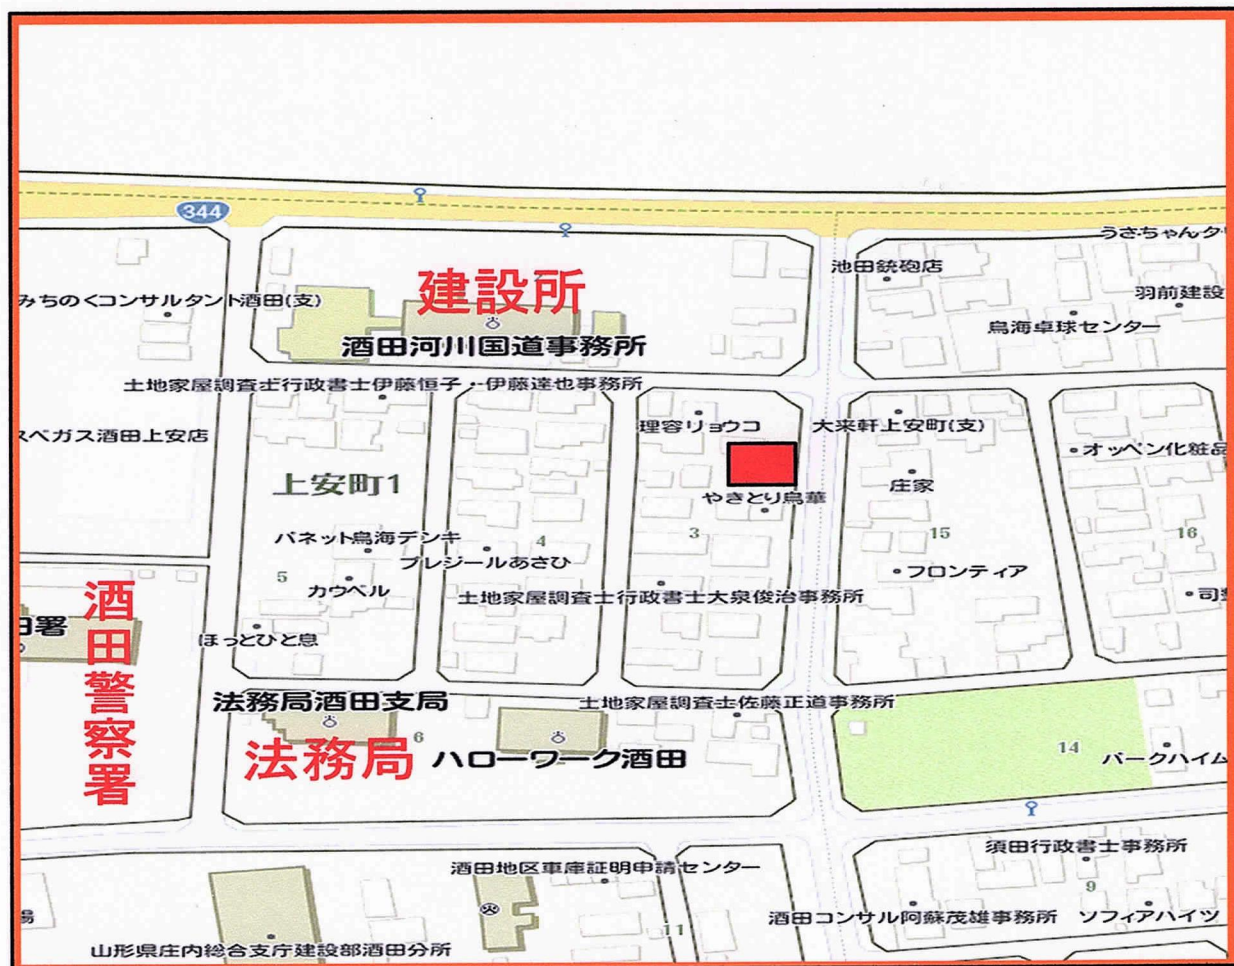 344
うさちゃんク
池田銃砲店
建設所
羽前建設
みちのくコンサルタント酒田(支)
鳥海卓球センター
酒田河川国道事務所
土地家屋調査士行政書士伊藤恒子・伊藤達也事務所
理容リョウコ
大来軒上安町(支)
スベガス酒田上安店
オッペン化粧品
上安町1
庄家
やきとり鳥華
3
15
16
パネット鳥海デンキ
4
プレジールあさひ
フロンティア
5
カウベル
土地家屋調査士行政書士大泉俊治事務所
酒田警察署
田署
ほっとひと息
法務局酒田支局
土地家屋調査士佐藤正道事務所
6
法務局
ハローワーク酒田
14
パークハイム
須田行政書士事務所
酒田地区車庫証明申請センター
9
酒田コンサル阿蘇茂雄事務所
ソフィアハイツ
11
山形県庄内総合支庁建設部酒田分所